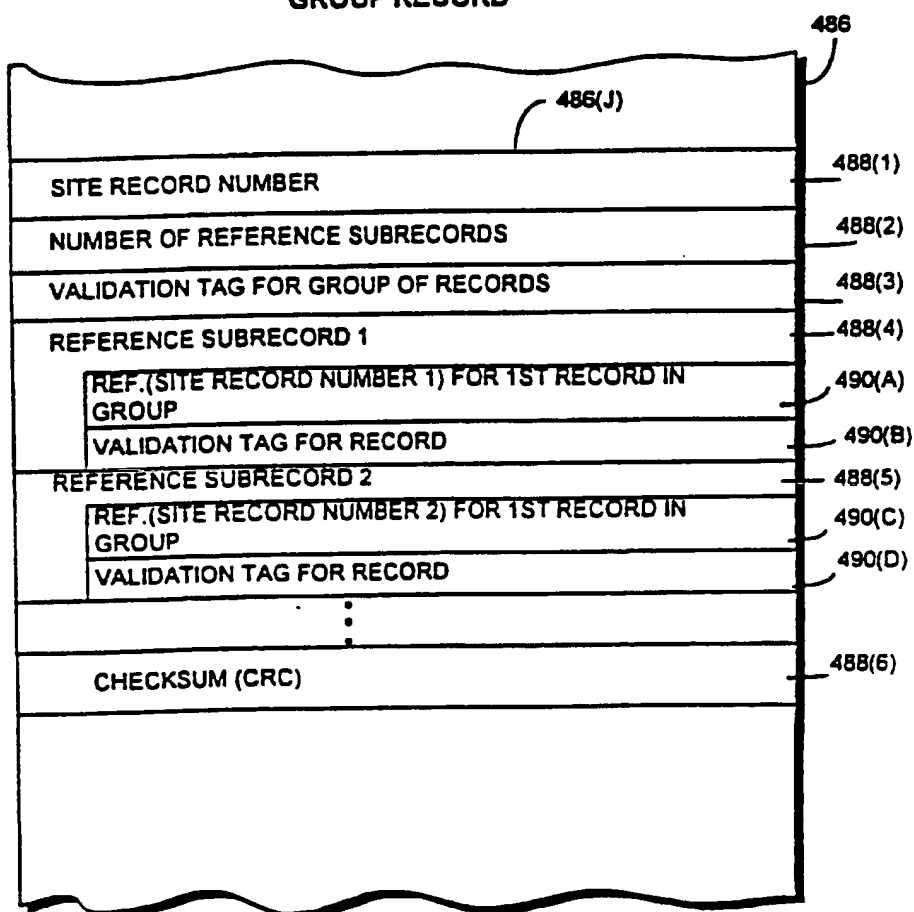 GROUP RECORD
486
486(J)
SITE RECORD NUMBER 488(1)
NUMBER OF REFERENCE SUBRECORDS 488(2)
VALIDATION TAG FOR GROUP OF RECORDS 488(3)
REFERENCE SUBRECORD 1 488(4)
REF.(SITE RECORD NUMBER 1) FOR 1ST RECORD IN 490(A)
GROUP
VALIDATION TAG FOR RECORD 490(B)
REFERENCE SUBRECORD 2 488(5)
REF.(SITE RECORD NUMBER 2) FOR 1ST RECORD IN 490(C)
GROUP
VALIDATION TAG FOR RECORD 490(D)
CHECKSUM (CRC) 488(6)